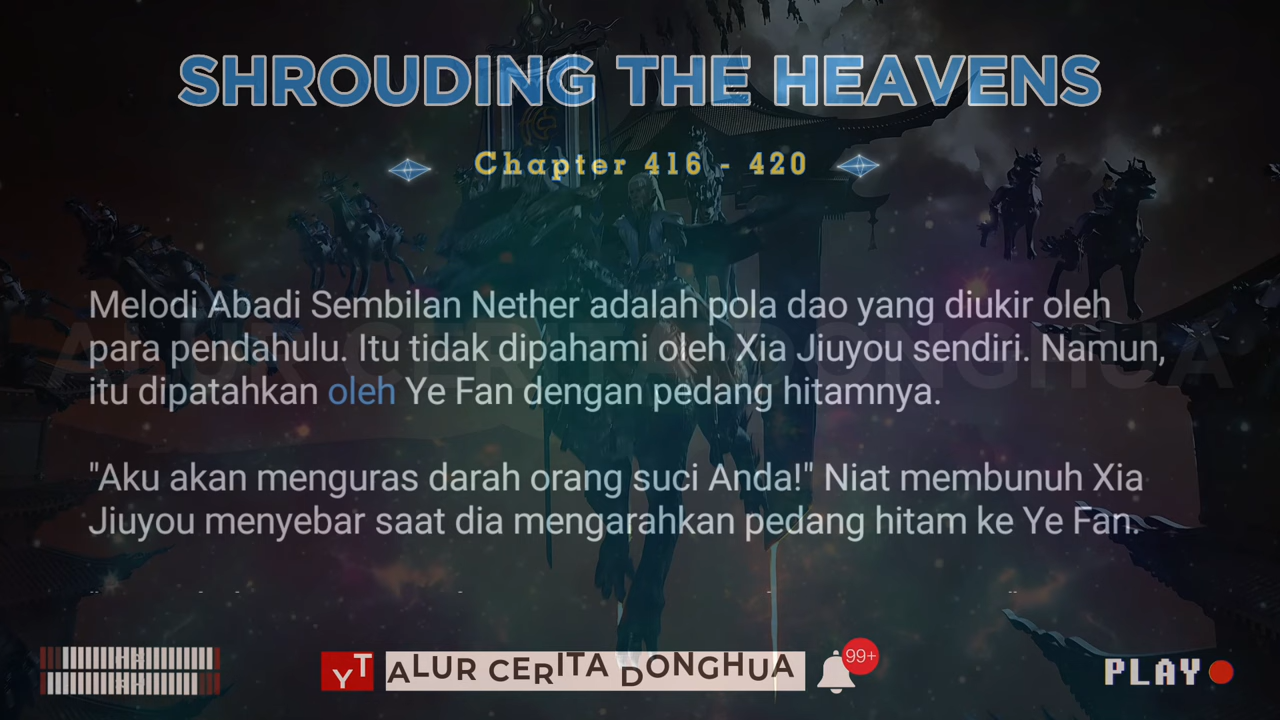 SHROUDING THE HEAVENS
Chapter 416 - 420
Melodi Abadi Sembilan Nether adalah pola dao yang diukir oleh
para pendahulu. Itu tidak dipahami oleh Xia Jiuyou sendiri. Namun,
itu dipatahkan oleh Ye Fan dengan pedang hitamnya.
"Aku akan menguras darah orang suci Anda!" Niat membunuh Xia
Jiuyou menyebar saat dia mengarahkan pedang hitam ke Ye Fan.
ALUR CERITA DONGHUA
YT ALUR CERITA DONGHUA
99+
PLAY